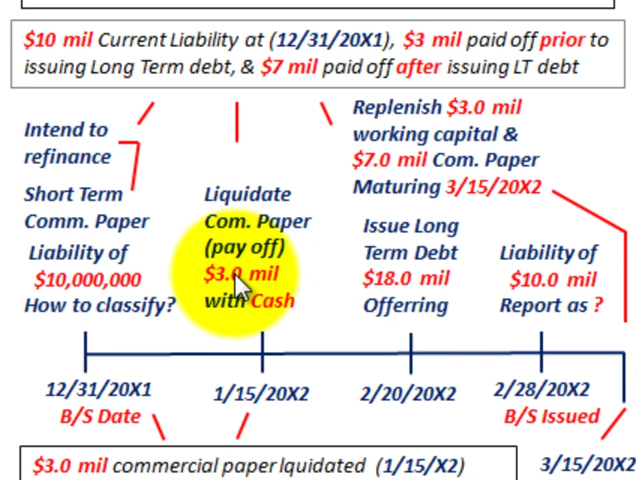 $10 mil Current Liability at (12/31/20X1), $3 mil paid off prior to
issuing Long Term debt, & $7 mil paid off after issuing LT debt
Intend to
refinance
Short Term
Comm. Paper
Liability of
$10,000,000
How to classify?
Liquidate
Com. Paper
(pay off)
$3.0 mil
with Cash
Replenish $3.0 mil
working capital &
$7.0 mil Com. Paper
Maturing 3/15/20X2
Issue Long
Term Debt
$18.0 mil
Offerring
Liability of
$10.0 mil
Report as ?
12/31/20X1
B/S Date
1/15/20X2
2/20/20X2
2/28/20X2
B/S Issued
3/15/20X2
$3.0 mil commercial paper lquidated (1/15/X2)